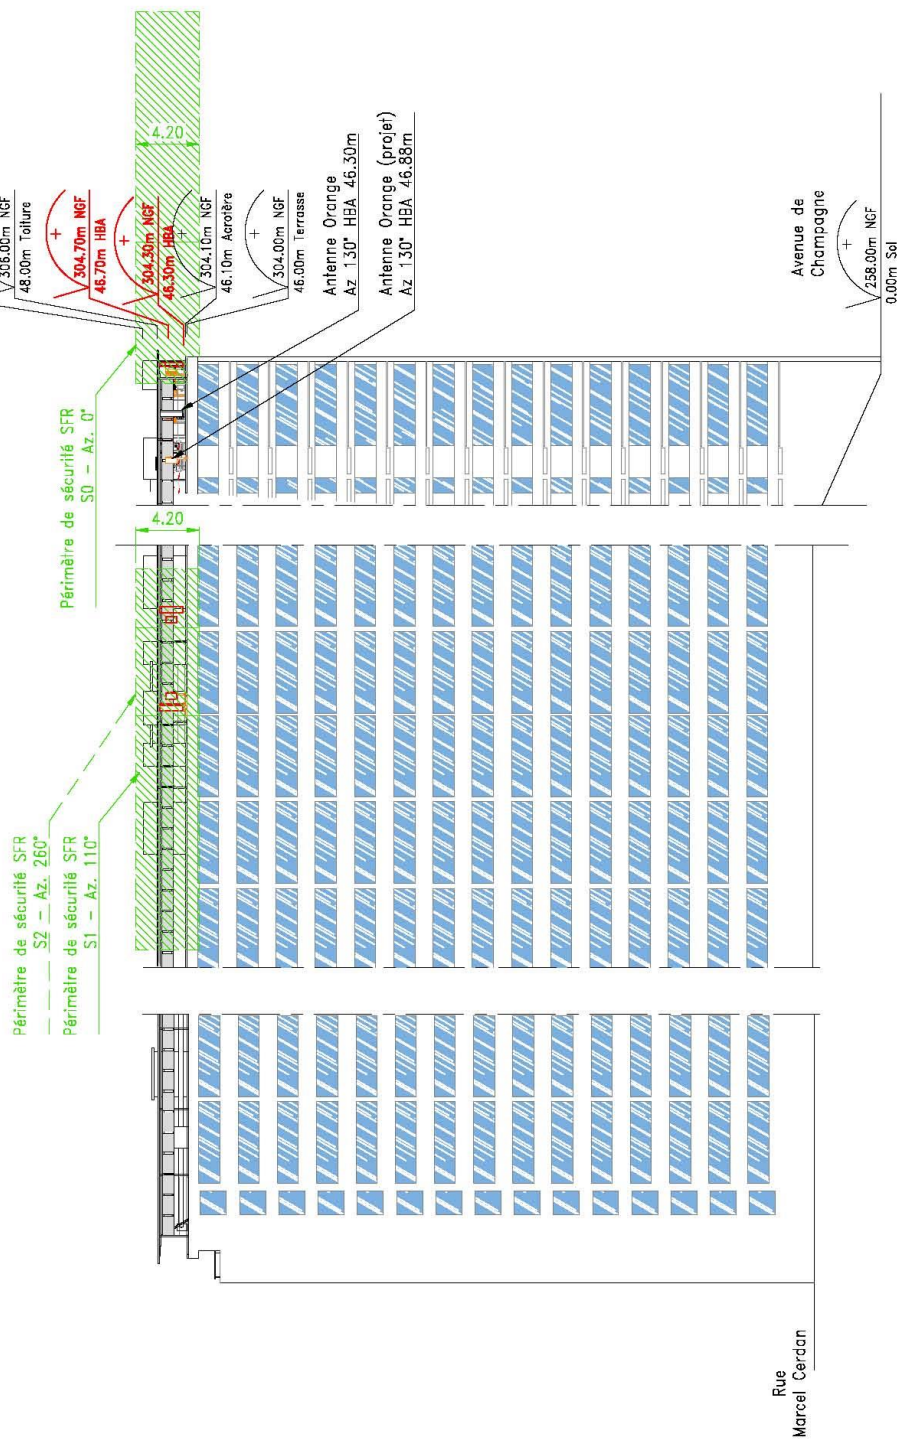 306.00m NGF
48.00m Toiture
304.70m NGF
46.70m HBA
304.30m NGF
46.30m HBA
304.10m NGF
46.10m Acrotère
304.00m NGF
46.00m Terrasse
4.20
Antenne Orange
Az 130° HBA 46.30m
Antenne Orange (projet)
Az 130° HBA 46.88m
Avenue de
Champagne
258.00m NGF
0.00m Sol
Périmètre de sécurité SFR
S0 - Az. 0°
4.20
Périmètre de sécurité SFR
S2 - Az. 260°
Périmètre de sécurité SFR
S1 - Az. 110°
Rue
Marcel Cerdan